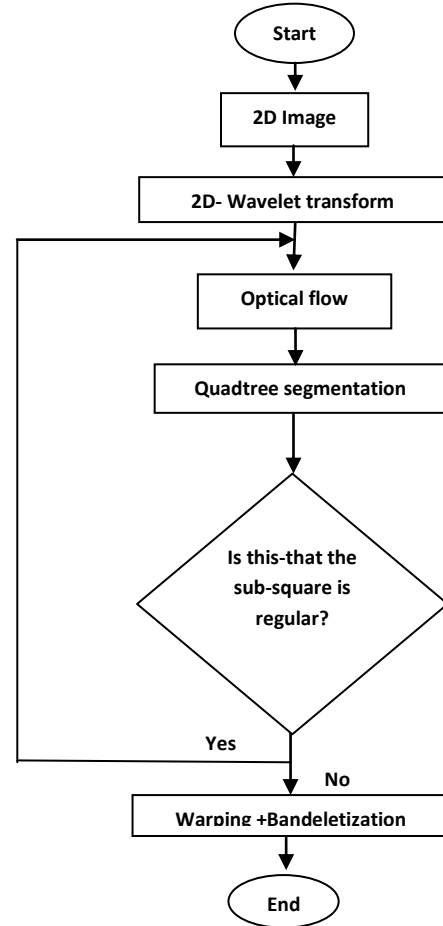 Start
2D Image
2D- Wavelet transform
Optical flow
Quadtree segmentation
Is this-that the
sub-square is
regular?
Yes
No
Warping +Bandeletization
End